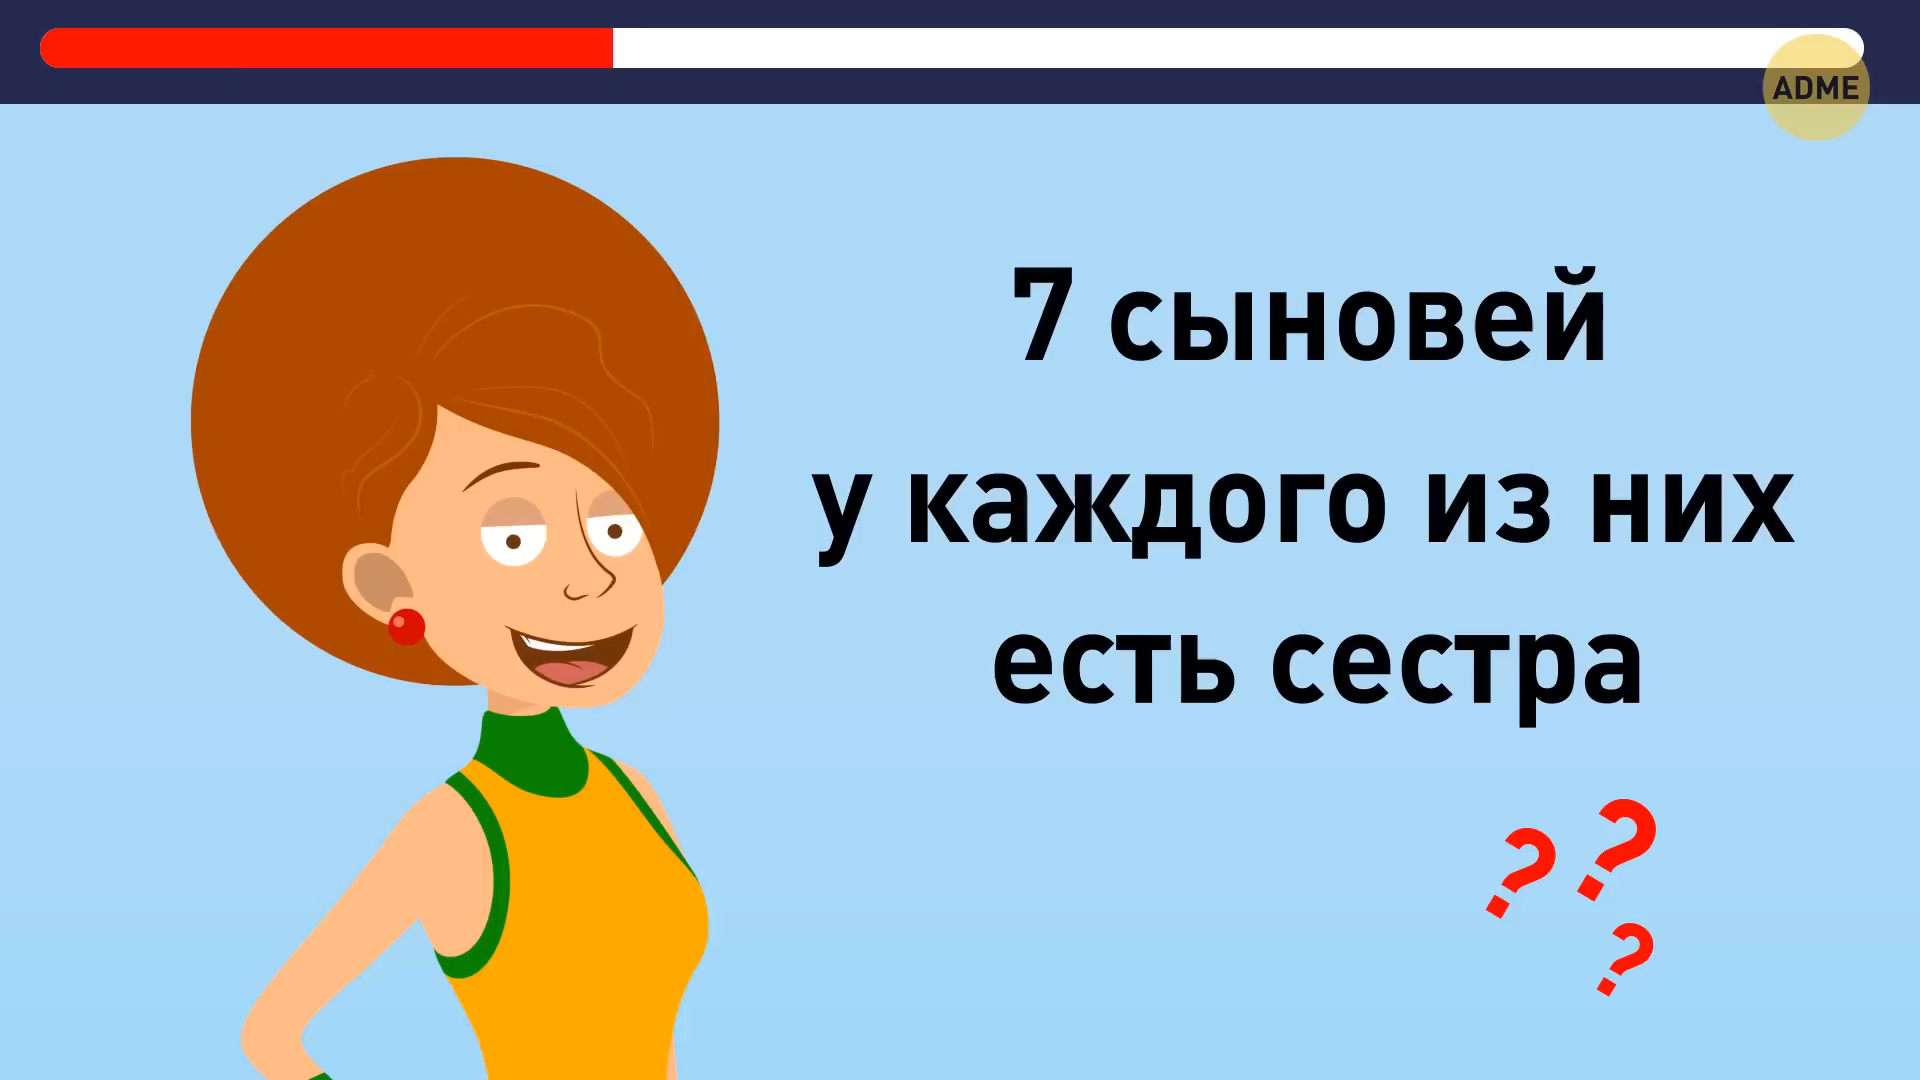 ADME
7 сыновей
у каждого из них
есть сестра
???